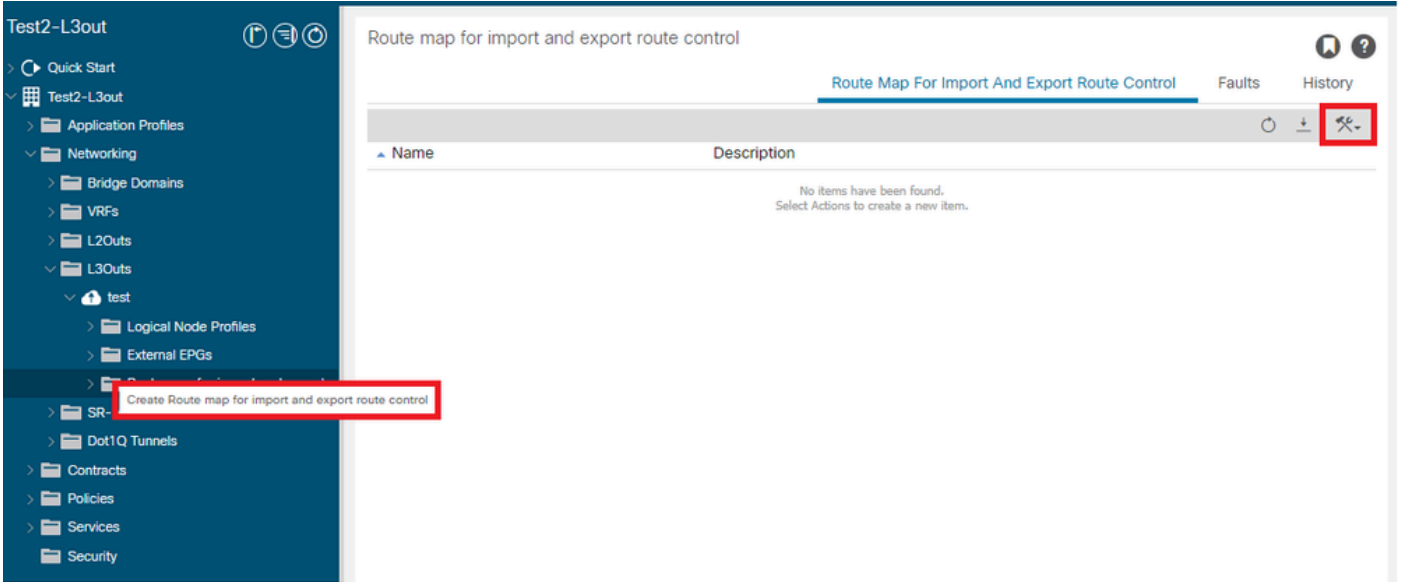 Test2-L3out
Quick Start
Test2-L3out
Application Profiles
Networking
Bridge Domains
VRFs
L2Outs
L3Outs
test
Logical Node Profiles
External EPGs
Create Route map for import and export route control
SR-
Dot1Q Tunnels
Contracts
Policies
Services
Security
Route map for import and export route control
Route Map For Import And Export Route Control Faults History
Name Description
No items have been found.
Select Actions to create a new item.